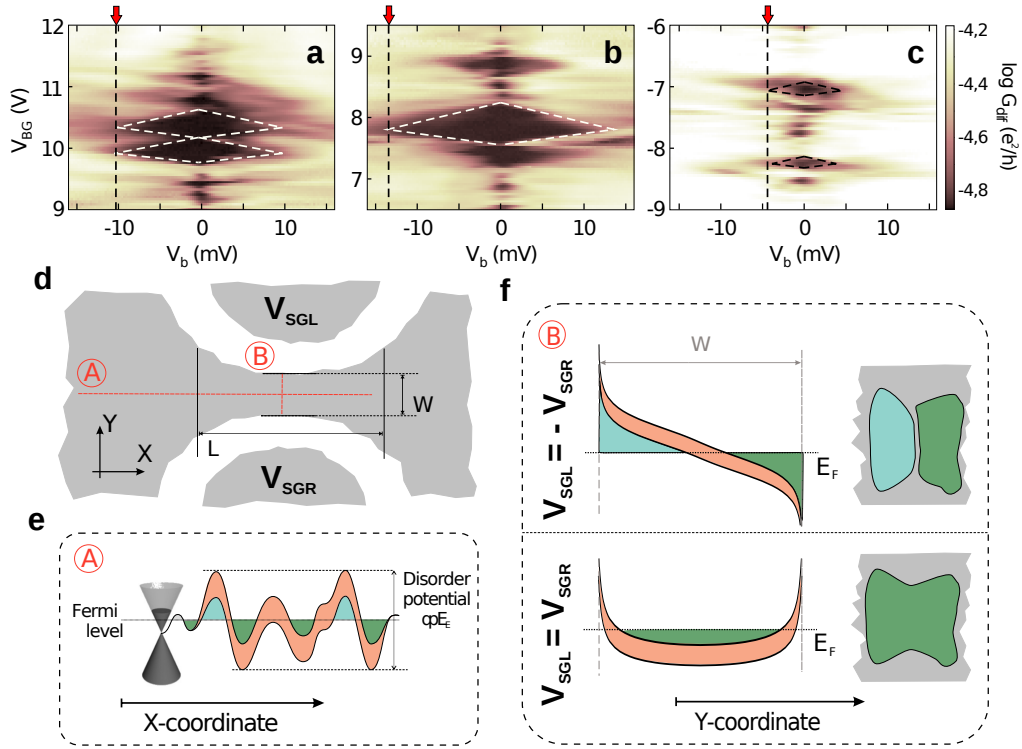 12
11
10
9
V_BG (V)
-10
0
10
V_b (mV)
a
9
8
7
-10
0
10
V_b (mV)
b
-6
-7
-8
-9
-10
0
10
V_b (mV)
c
-4,2
-4,4
-4,6
-4,8
log G_diff (e²/h)
d
V_SGL
A
B
W
Y
X
L
V_SGR
e
A
Fermi
level
Disorder
potential
X-coordinate
f
B
V_SGL = - V_SGR
W
E_F
V_SGL = V_SGR
E_F
Y-coordinate